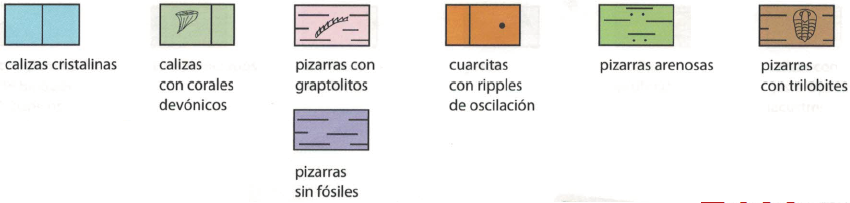 calizas cristalinas
calizas
con corales
devónicos
pizarras con
graptolitos
cuarcitas
con ripples
de oscilación
pizarras arenosas
pizarras
con trilobites
pizarras
sin fósiles